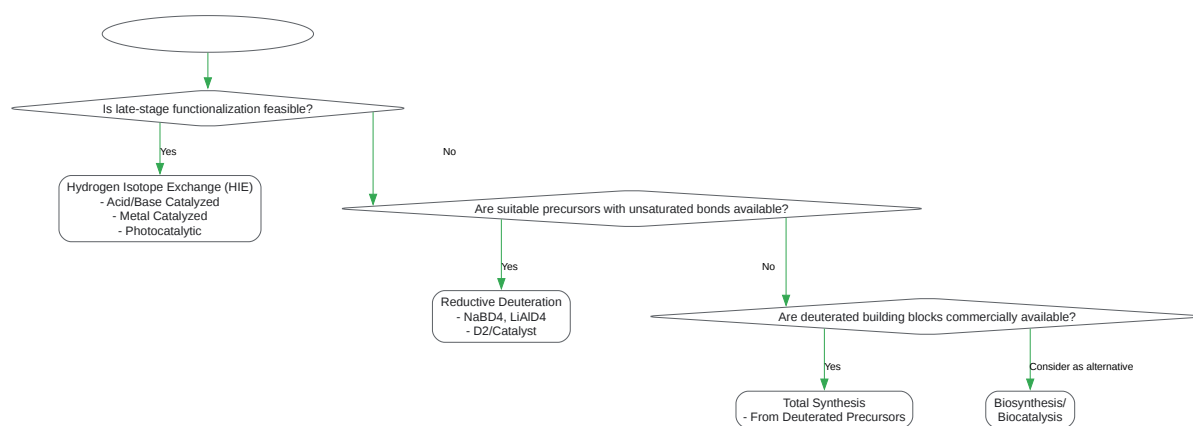 Is late-stage functionalization feasible?
Yes
No
Hydrogen Isotope Exchange (HIE)
- Acid/Base Catalyzed
- Metal Catalyzed
- Photocatalytic
Are suitable precursors with unsaturated bonds available?
Yes
No
Reductive Deuteration
- NaBD4, LiAlD4
- D2/Catalyst
Are deuterated building blocks commercially available?
Yes
Consider as alternative
Total Synthesis
- From Deuterated Precursors
Biosynthesis/
Biocatalysis